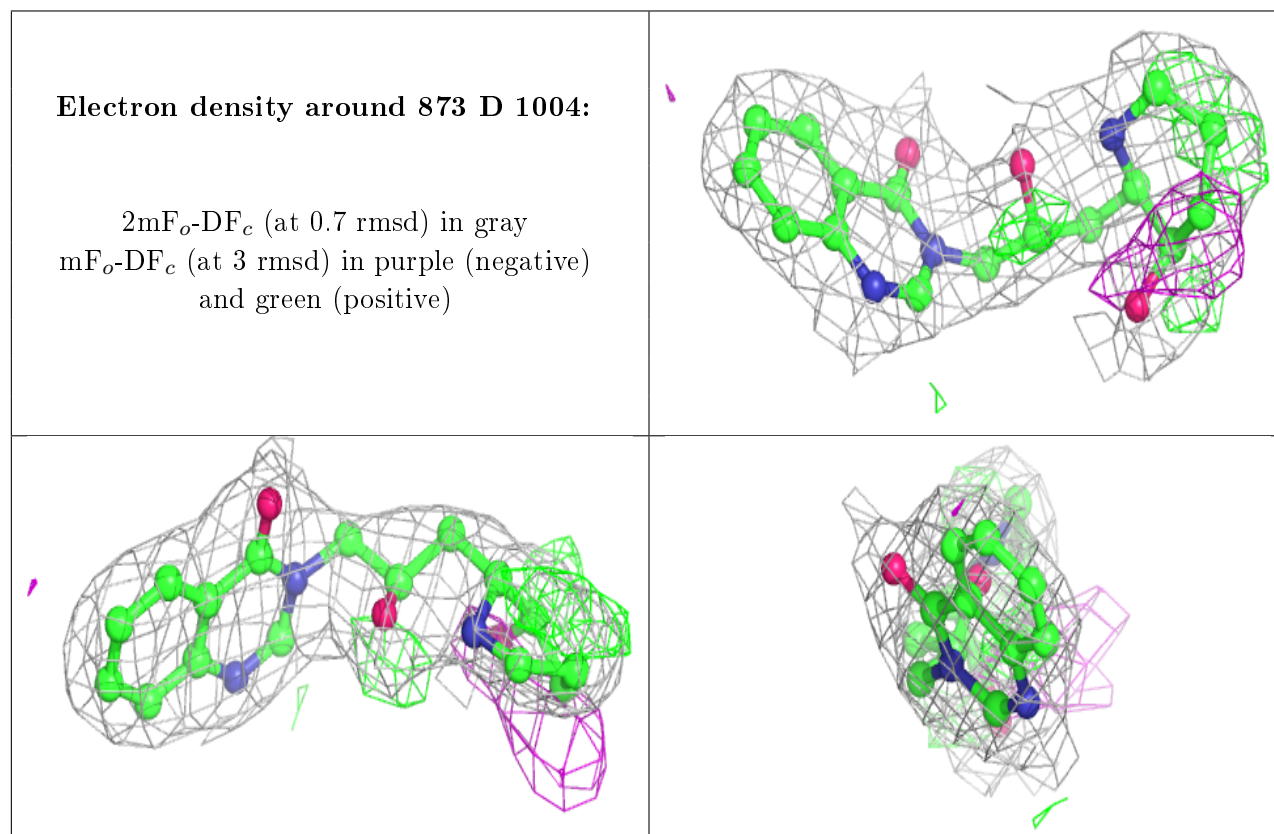 Electron density around 873 D 1004:
2mFo-DFc (at 0.7 rmsd) in gray
mFo-DFc (at 3 rmsd) in purple (negative)
and green (positive)